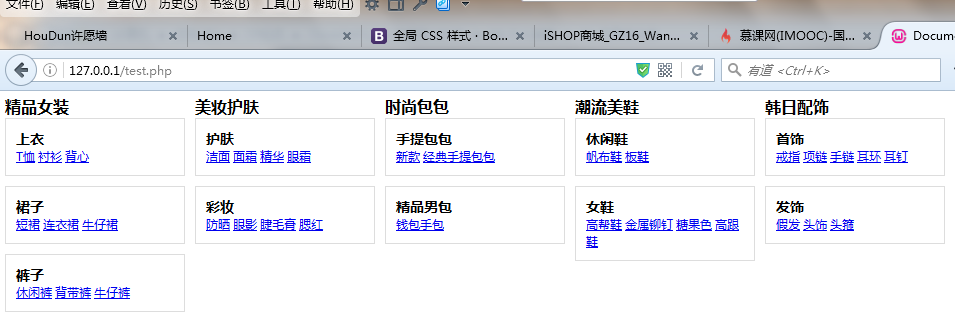 文件(F) 编辑(E) 查看(V) 历史(S) 书签(B) 工具(T) 帮助(H)
HouDun许愿墙 Home 全局 CSS 样式 · Bo... iSHOP商城_GZ16_Wan... 慕课网(IMOOC)-国... Docum
127.0.0.1/test.php 有道 <Ctrl+K>
精品女装 美妆护肤 时尚包包 潮流美鞋 韩日配饰
上衣 护肤 手提包包 休闲鞋 首饰
T恤 衬衫 背心 洁面 面霜 精华 眼霜 新款 经典手提包包 帆布鞋 板鞋 戒指 项链 手链 耳环 耳钉
裙子 彩妆 精品男包 女鞋 发饰
短裙 连衣裙 牛仔裙 防晒 眼影 睫毛膏 腮红 钱包手包 高帮鞋 金属铆钉 糖果色 高跟 假发 头饰 头箍
鞋
裤子
休闲裤 背带裤 牛仔裤